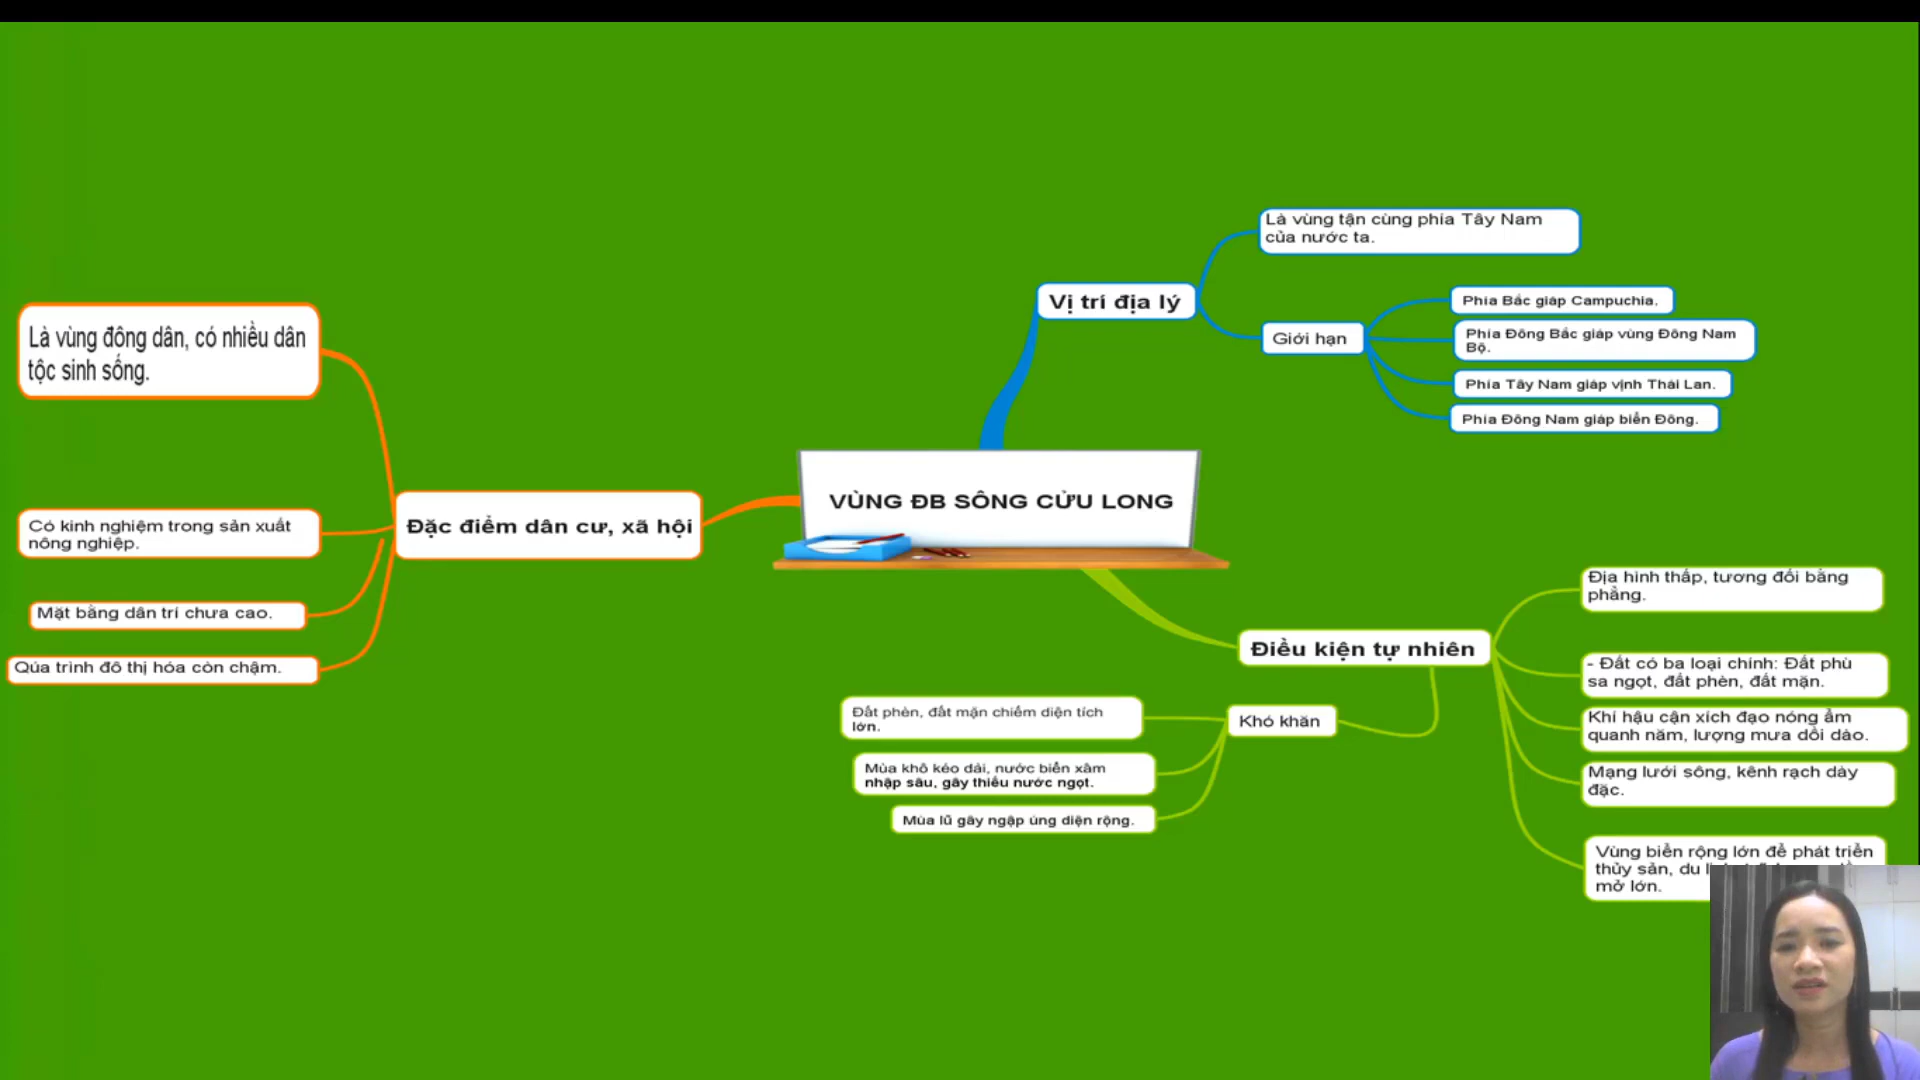 VÙNG ĐB SÔNG CỬU LONG
Vị trí địa lý
Là vùng tận cùng phía Tây Nam
của nước ta.
Giới hạn
Phía Bắc giáp Campuchia.
Phía Đông Bắc giáp vùng Đông Nam
Bộ.
Phía Tây Nam giáp vịnh Thái Lan.
Phía Đông Nam giáp biển Đông.
Điều kiện tự nhiên
Địa hình thấp, tương đối bằng
phẳng.
- Đất có ba loại chính: Đất phù
sa ngọt, đất phèn, đất mặn.
Khí hậu cận xích đạo nóng ẩm
quanh năm, lượng mưa dồi dào.
Mạng lưới sông, kênh rạch dày
đặc.
Vùng biển rộng lớn để phát triển
thủy sản, du
mở lớn.
Khó khăn
Đất phèn, đất mặn chiếm diện tích
lớn.
Mùa khô kéo dài, nước biển xâm
nhập sâu, gây thiếu nước ngọt.
Mùa lũ gây ngập úng diện rộng.
Đặc điểm dân cư, xã hội
Là vùng đông dân, có nhiều dân
tộc sinh sống.
Có kinh nghiệm trong sản xuất
nông nghiệp.
Mặt bằng dân trí chưa cao.
Qúa trình đô thị hóa còn chậm.